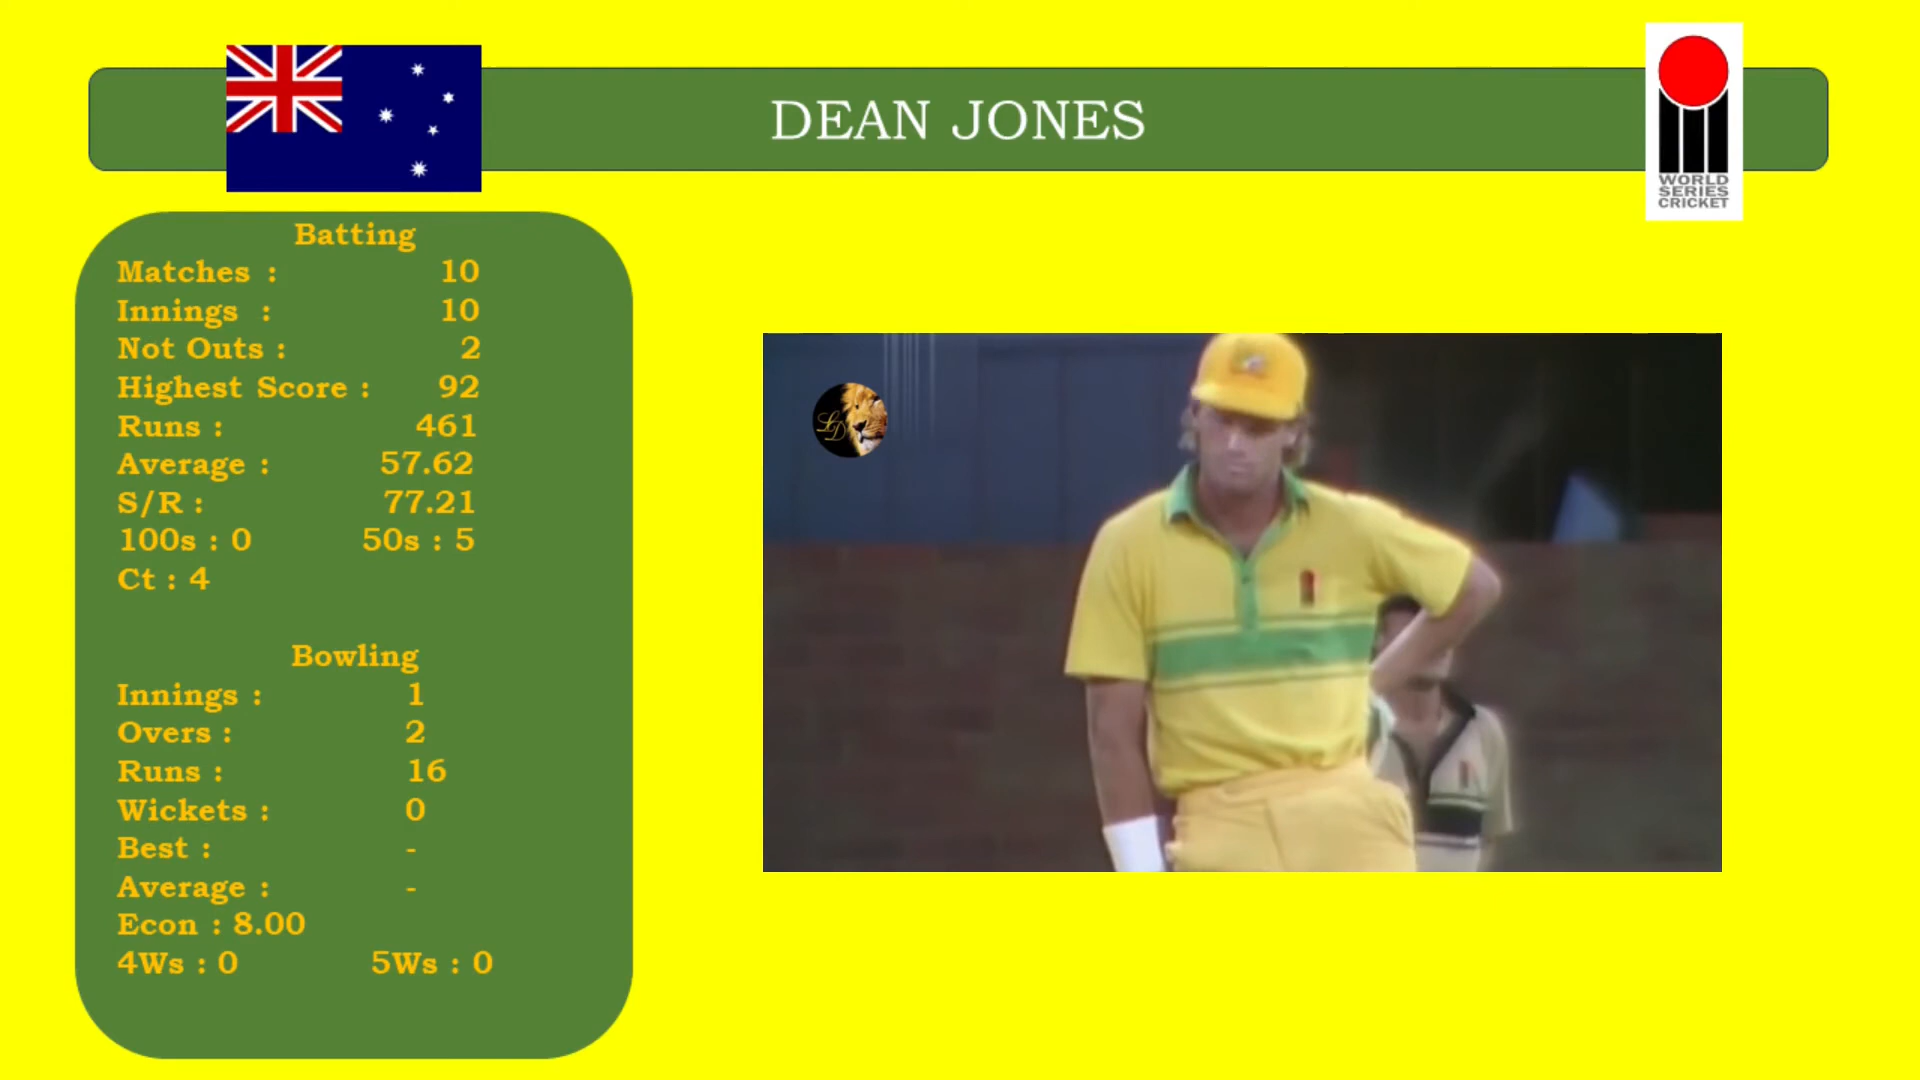 DEAN JONES
WORLD
SERIES
CRICKET
Batting
Matches : 10
Innings : 10
Not Outs : 2
Highest Score : 92
Runs : 461
Average : 57.62
S/R : 77.21
100s : 0 50s : 5
Ct : 4
Bowling
Innings : 1
Overs : 2
Runs : 16
Wickets : 0
Best : -
Average : -
Econ : 8.00
4Ws : 0 5Ws : 0
LD